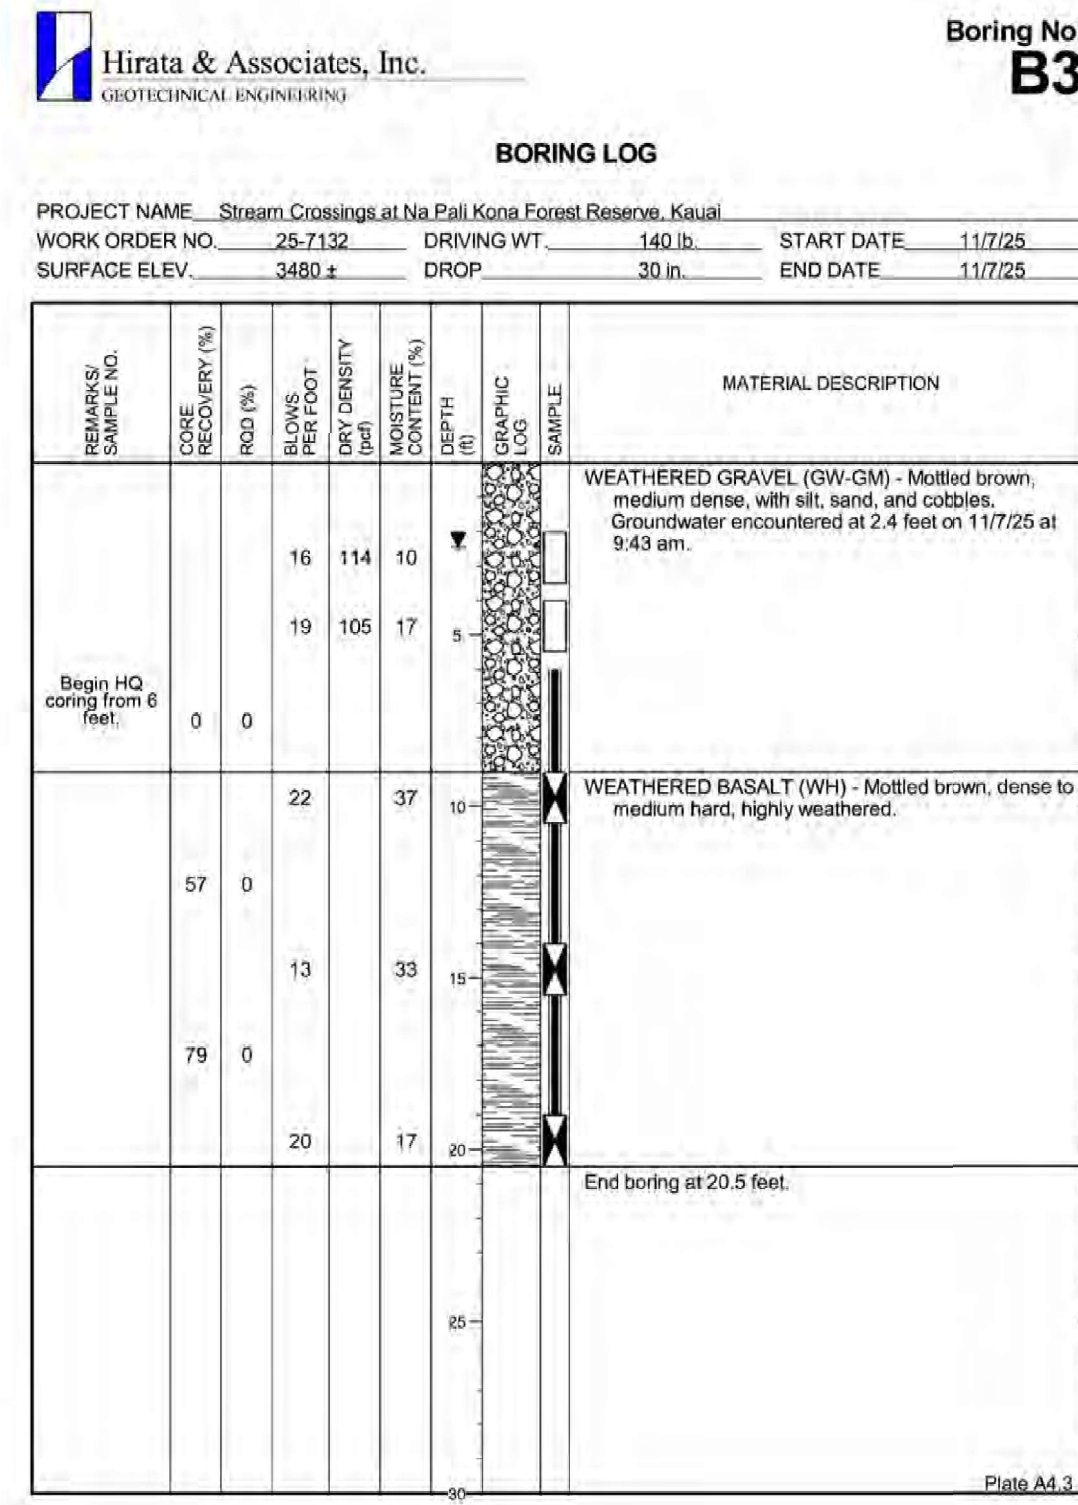 Hirata & Associates, Inc.
GEOTECHNICAL ENGINEERING
Boring No
B3
BORING LOG
PROJECT NAME Stream Crossings at Na Pali Kona Forest Reserve, Kauai
WORK ORDER NO. 25-7132 DRIVING WT. 140 lb. START DATE 11/7/25
SURFACE ELEV. 3480 ± DROP 30 in. END DATE 11/7/25
REMARKS/
SAMPLE NO.
CORE
RECOVERY (%)
RQD (%)
BLOWS
PER FOOT
DRY DENSITY
(pcf)
MOISTURE
CONTENT (%)
DEPTH
(ft)
GRAPHIC
LOG
SAMPLE
MATERIAL DESCRIPTION
WEATHERED GRAVEL (GW-GM) - Mottled brown,
medium dense, with silt, sand, and cobbles.
Groundwater encountered at 2.4 feet on 11/7/25 at
9:43 am.
16 114 10
19 105 17
5
Begin HQ
coring from 6
feet.
0 0
WEATHERED BASALT (WH) - Mottled brown, dense to
medium hard, highly weathered.
22 37
10
57 0
13 33
15
79 0
20 17
20
End boring at 20.5 feet.
25
30
Plate A4.3